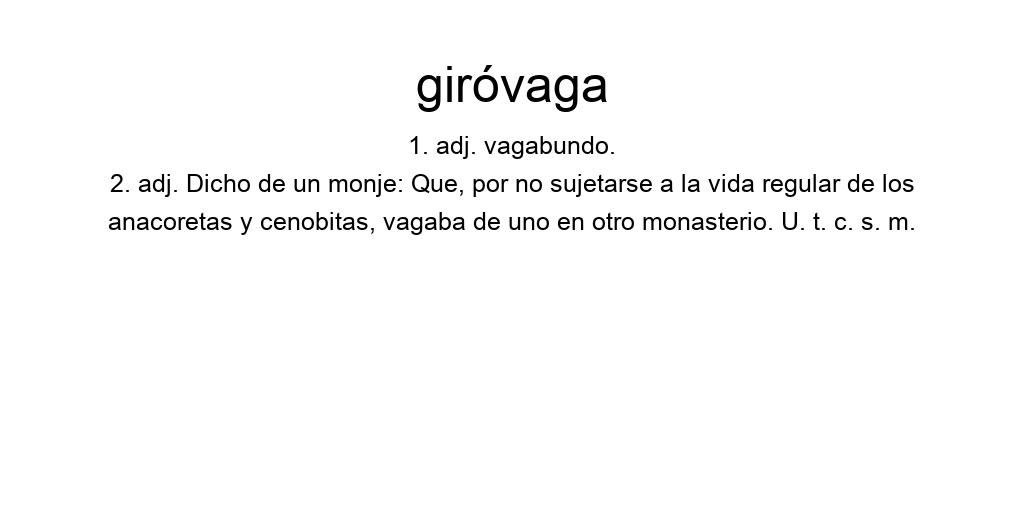 giróvaga
1. adj. vagabundo.
2. adj. Dicho de un monje: Que, por no sujetarse a la vida regular de los
anacoretas y cenobitas, vagaba de uno en otro monasterio. U. t. c. s. m.